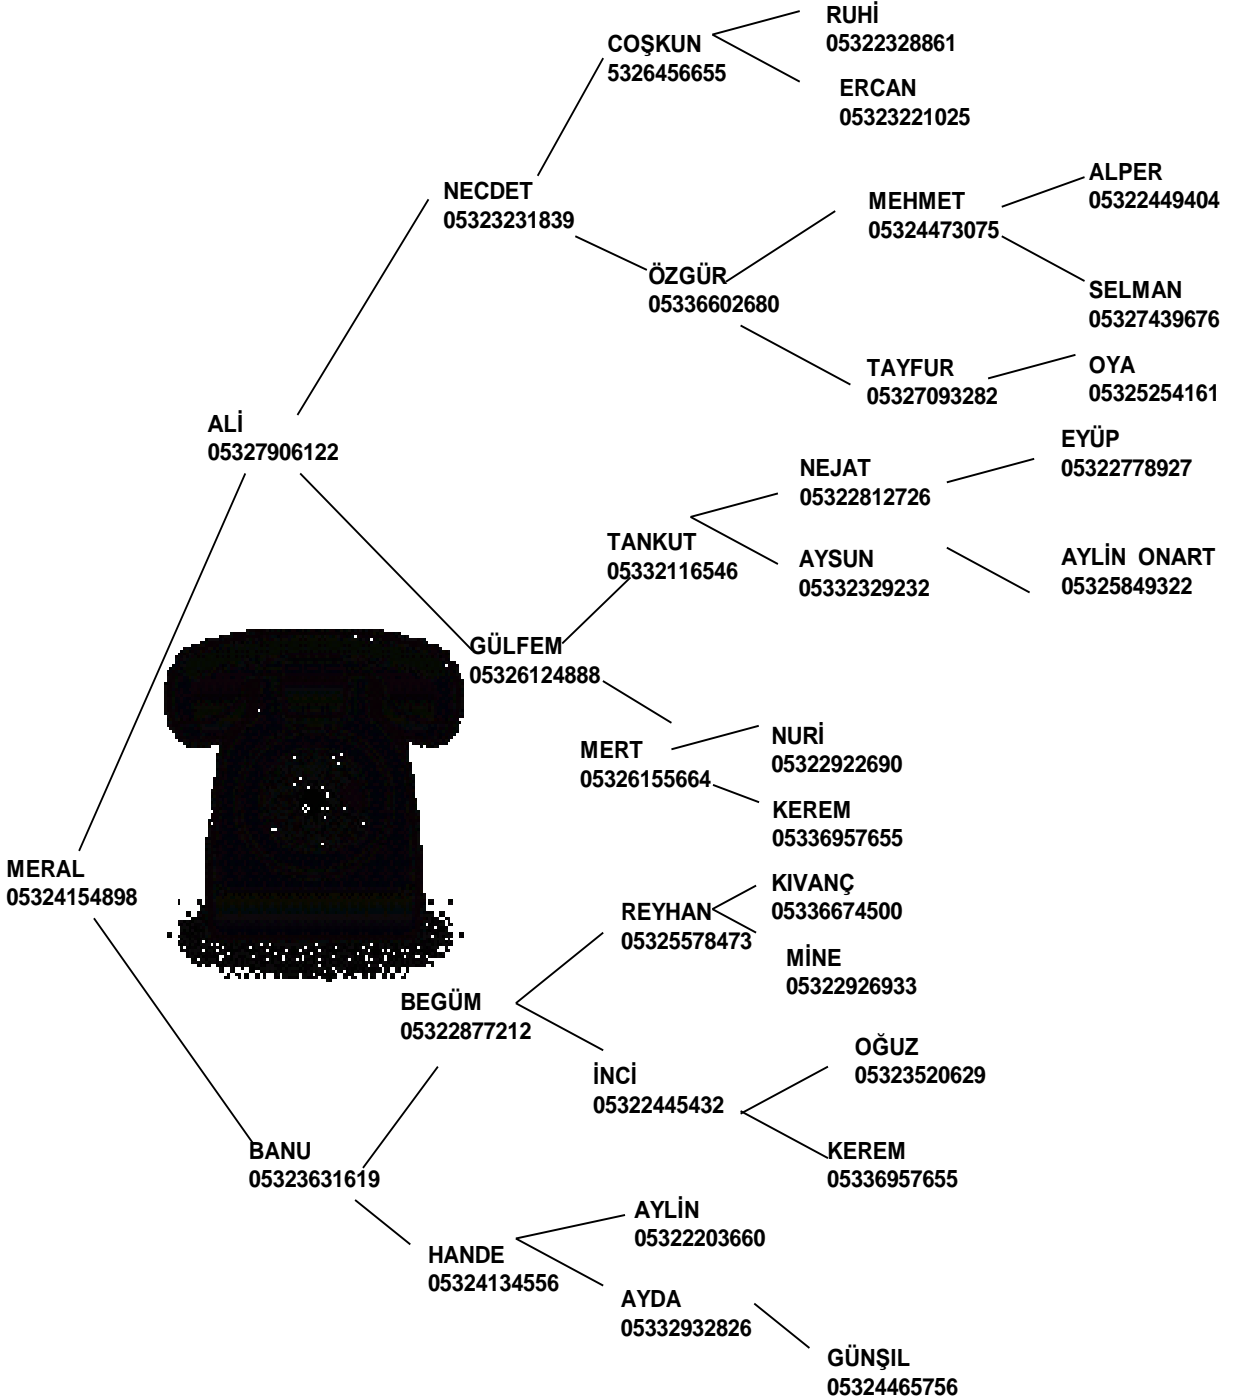 RUHİ
05322328861
COŞKUN
5326456655
ERCAN
05323221025
NECDET
05323231839
MEHMET
05324473075
ALPER
05322449404
ÖZGÜR
05336602680
SELMAN
05327439676
TAYFUR
05327093282
OYA
05325254161
ALİ
05327906122
NEJAT
05322812726
EYÜP
05322778927
TANKUT
05332116546
AYSUN
05332329232
AYLİN ONART
05325849322
GÜLFEM
05326124888
MERT
05326155664
NURİ
05322922690
KEREM
05336957655
MERAL
05324154898
REYHAN
05325578473
KIVANÇ
05336674500
MİNE
05322926933
BEGÜM
05322877212
İNCİ
05322445432
OĞUZ
05323520629
KEREM
05336957655
BANU
05323631619
HANDE
05324134556
AYLİN
05322203660
AYDA
05332932826
GÜNŞIL
05324465756